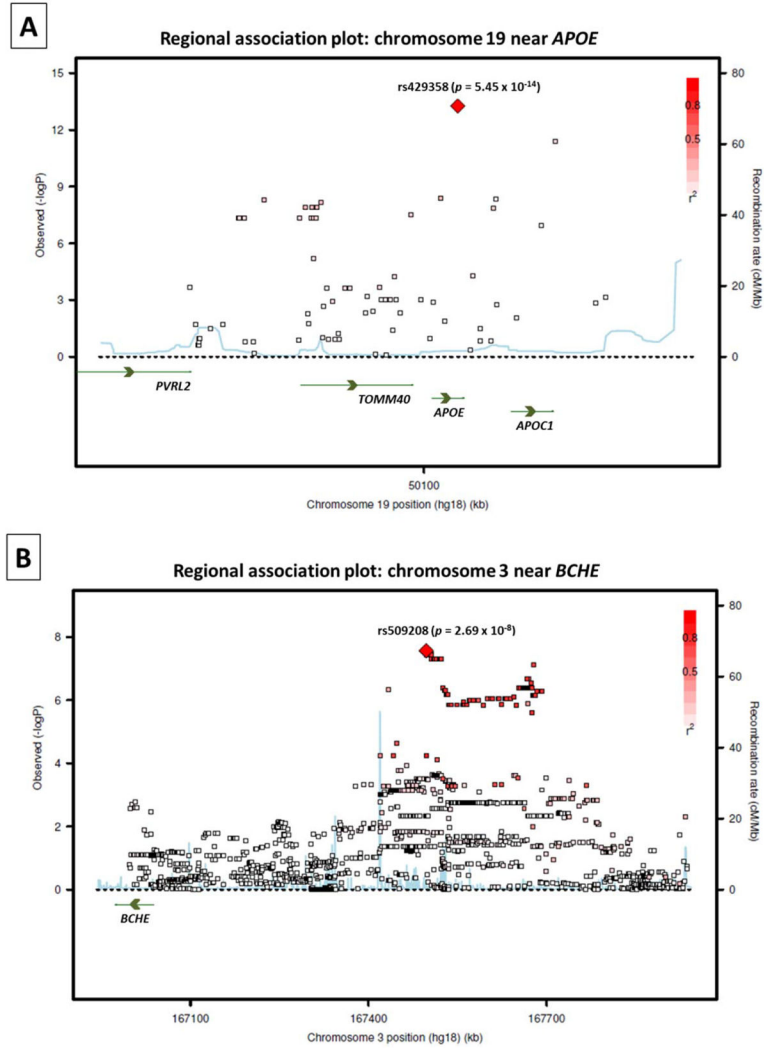 A
Regional association plot: chromosome 19 near APOE
rs429358 (p = 5.45 x 10-14)
15
12
9
6
3
0
Observed (-logP)
80
60
40
20
0
Recombination rate (cM/Mb)
0.8
0.5
r2
PVRL2
TOMM40
APOE
APOC1
50100
Chromosome 19 position (hg18) (kb)
B
Regional association plot: chromosome 3 near BCHE
rs509208 (p = 2.69 x 10-8)
8
6
4
2
0
Observed (-logP)
80
60
40
20
0
Recombination rate (cM/Mb)
0.8
0.5
r2
BCHE
167100
167400
167700
Chromosome 3 position (hg18) (kb)